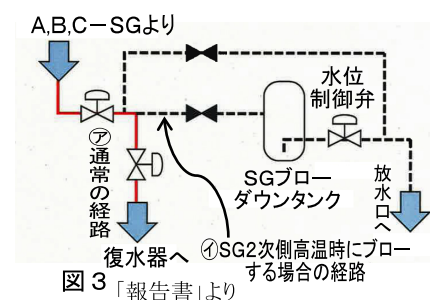 A,B,C－SGより
水位
制御弁
㋐通常の経路
SGブロー
ダウンタンク
放水口へ
復水器へ
㋑SG2次側高温時にブロー
する場合の経路
図３「報告書」より